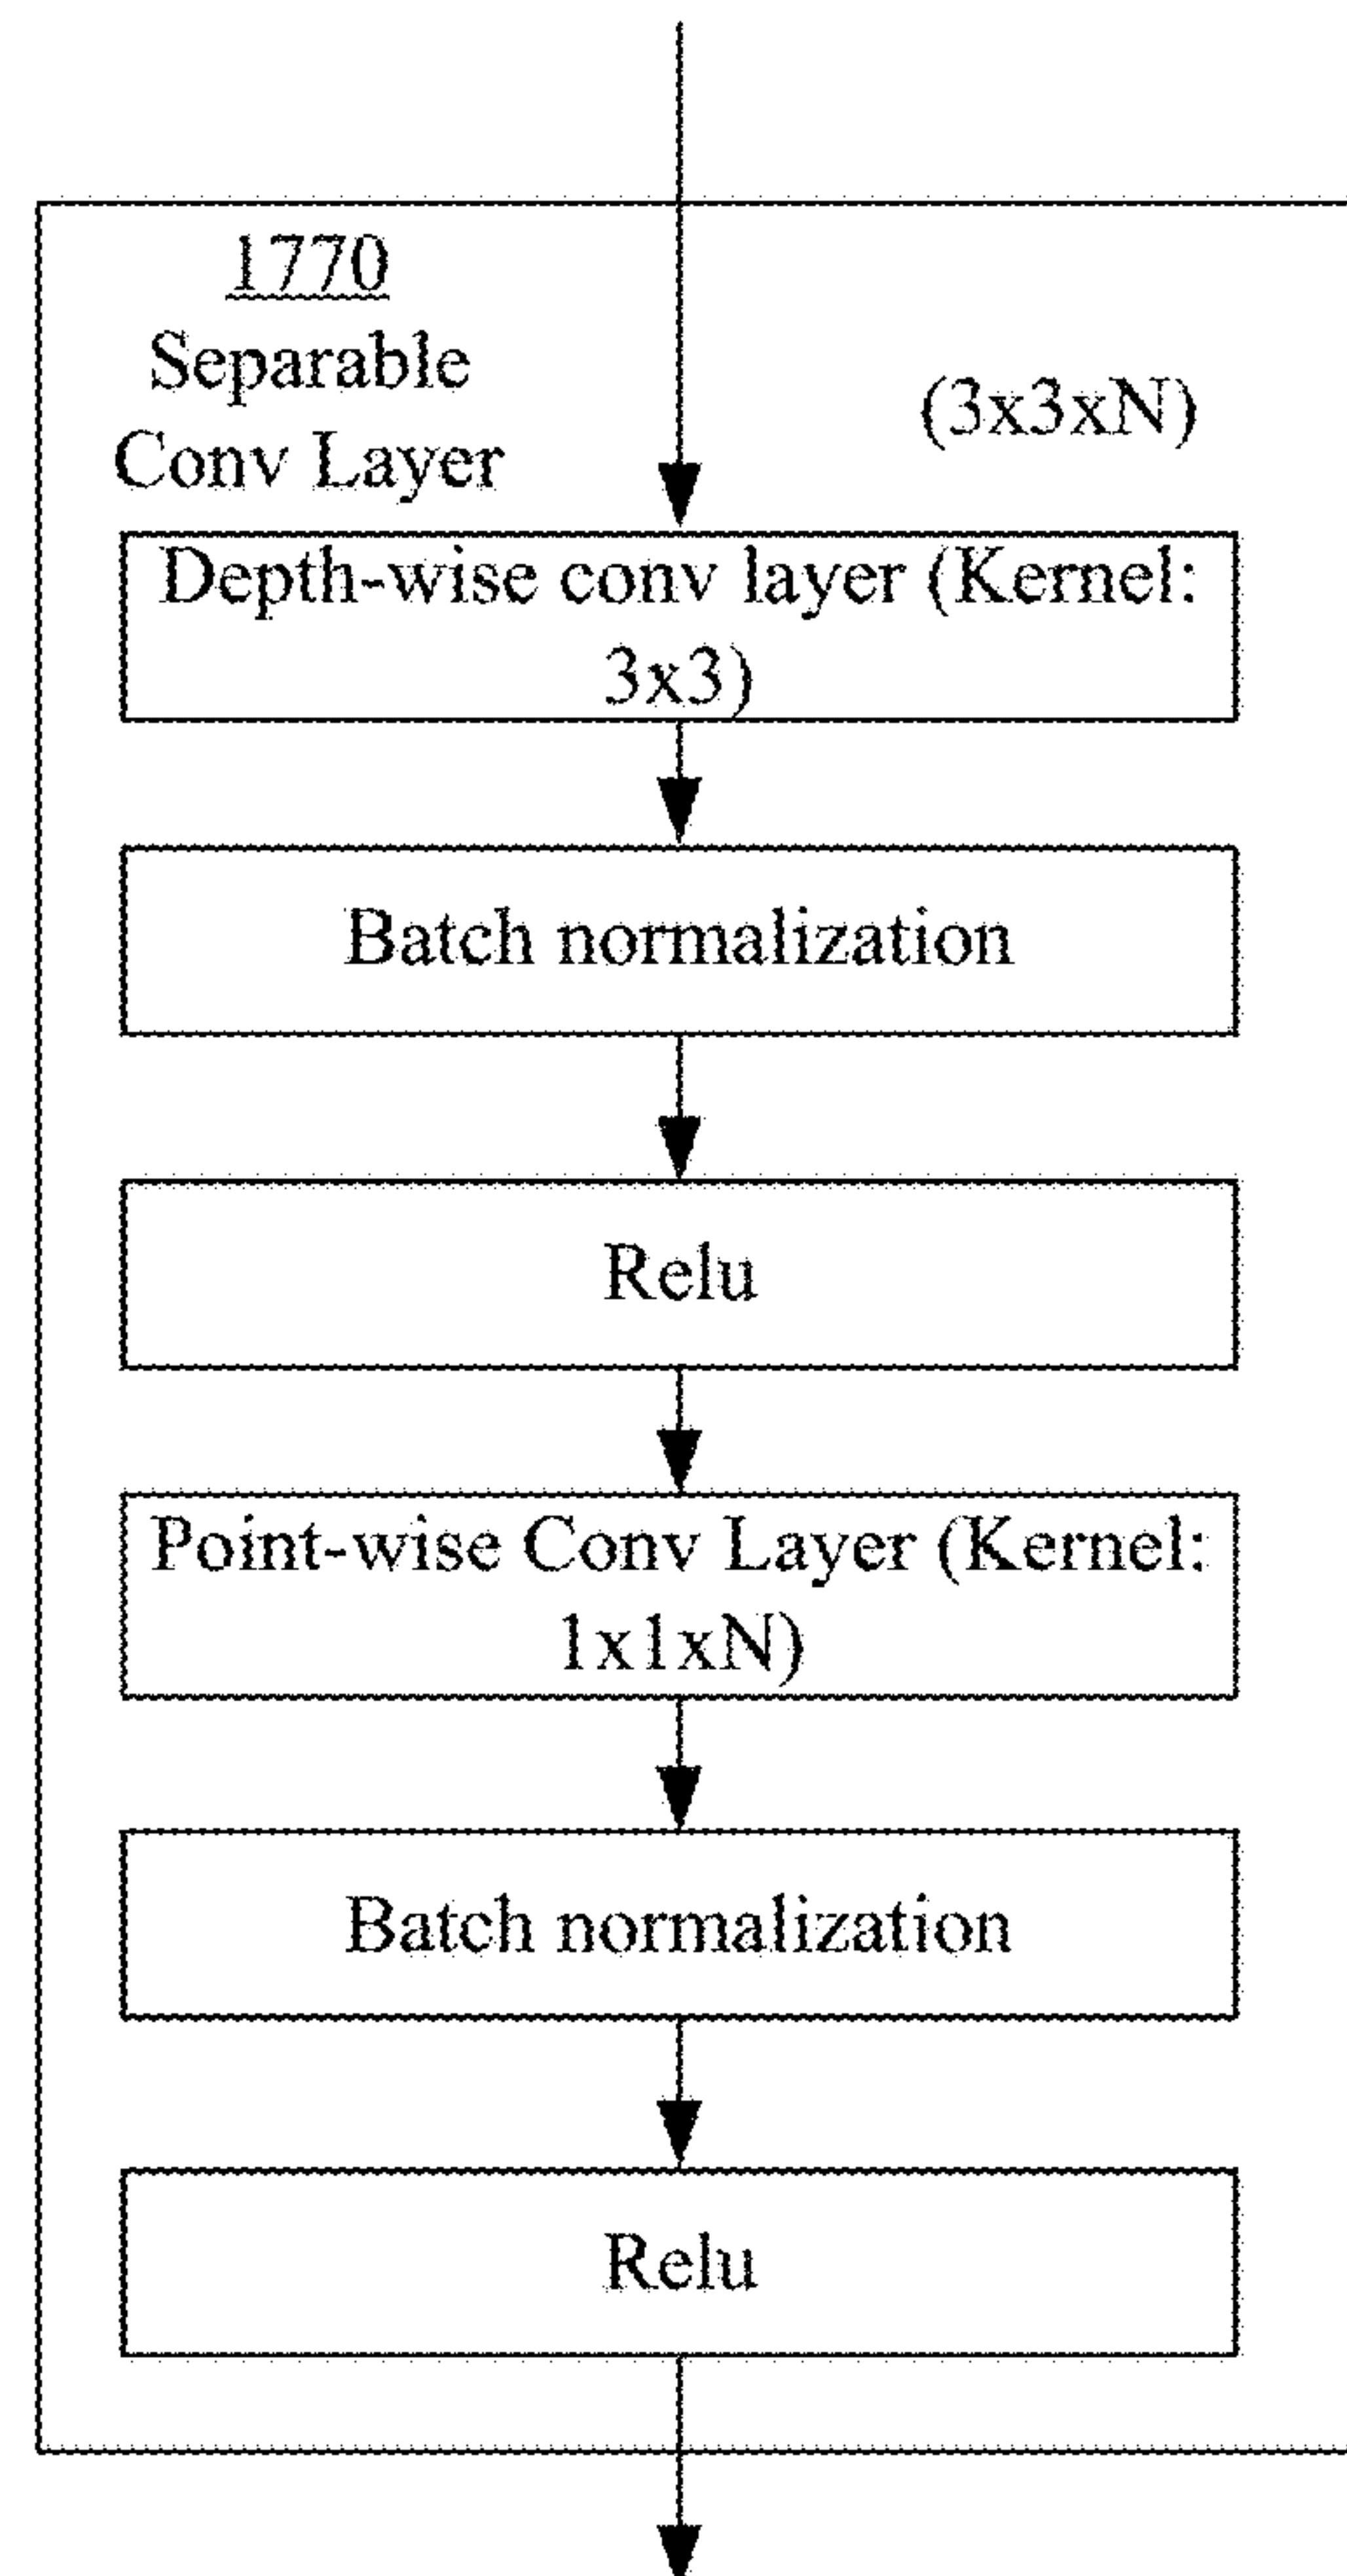 1770
Separable
Conv Layer
(3x3xN)
Depth-wise conv layer (Kernel:
3x3)
Batch normalization
Relu
Point-wise Conv Layer (Kernel:
1x1xN)
Batch normalization
Relu